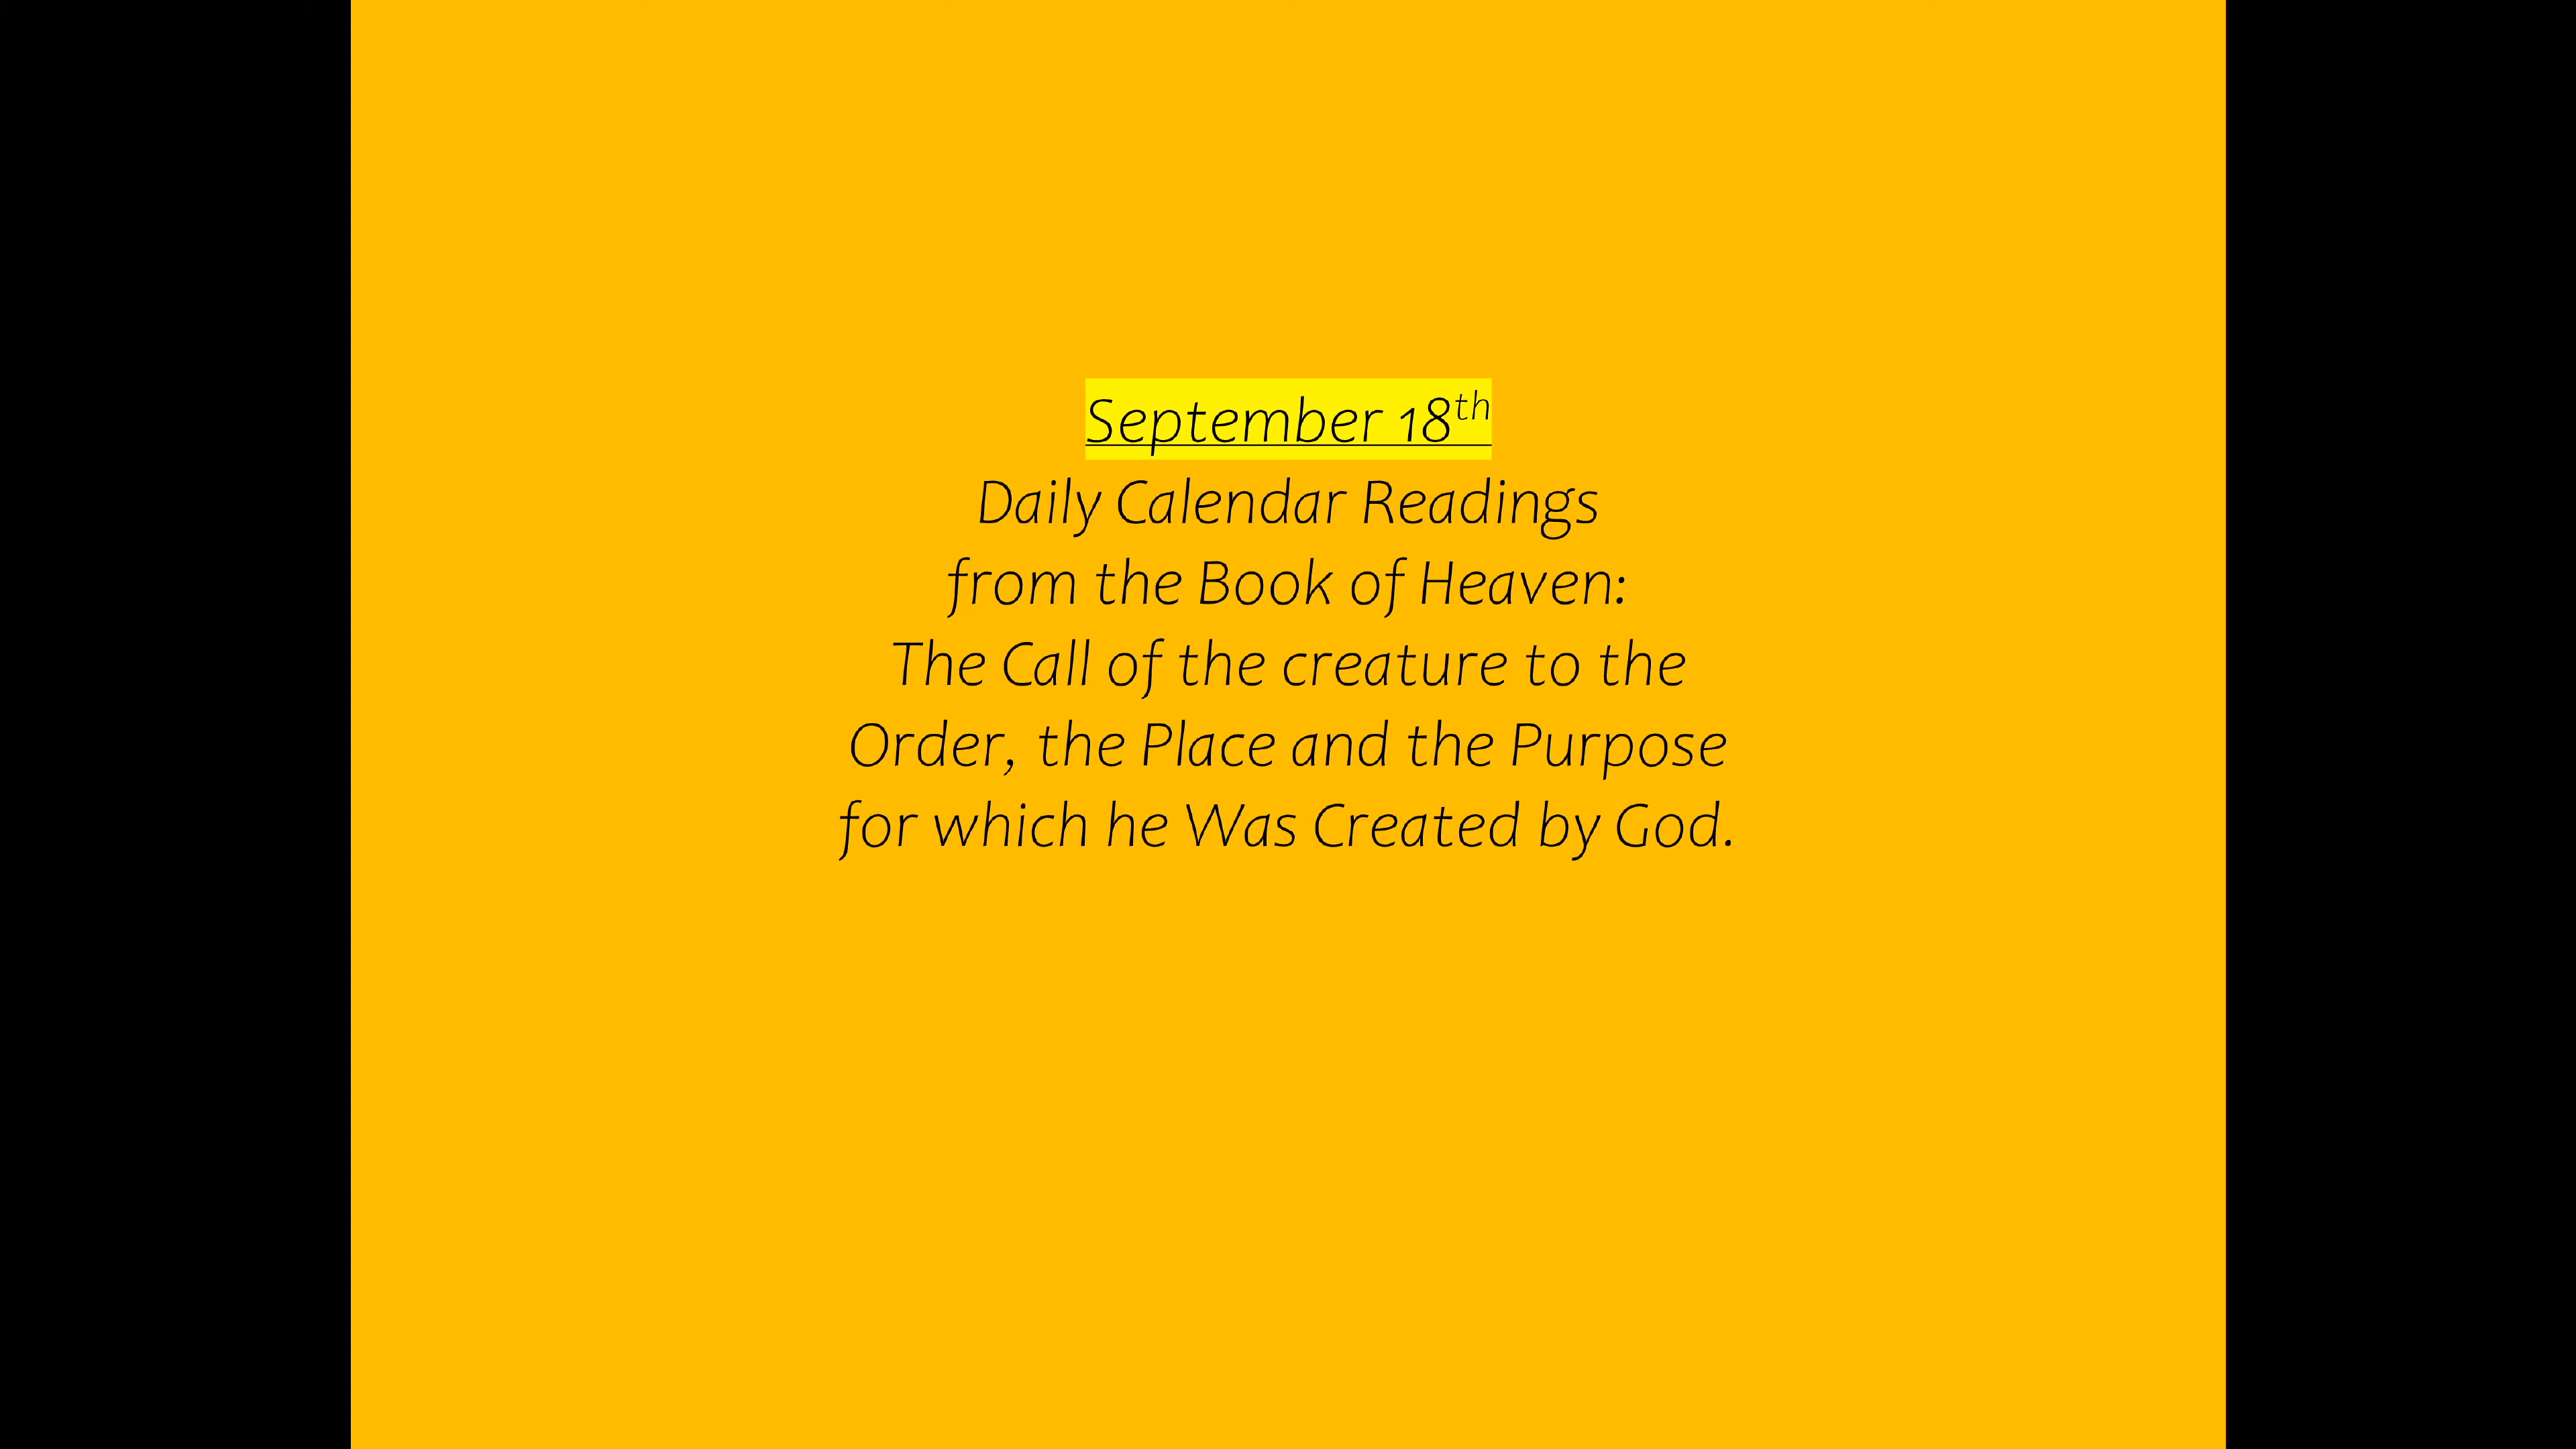 September 18th
Daily Calendar Readings
from the Book of Heaven:
The Call of the creature to the
Order, the Place and the Purpose
for which he Was Created by God.